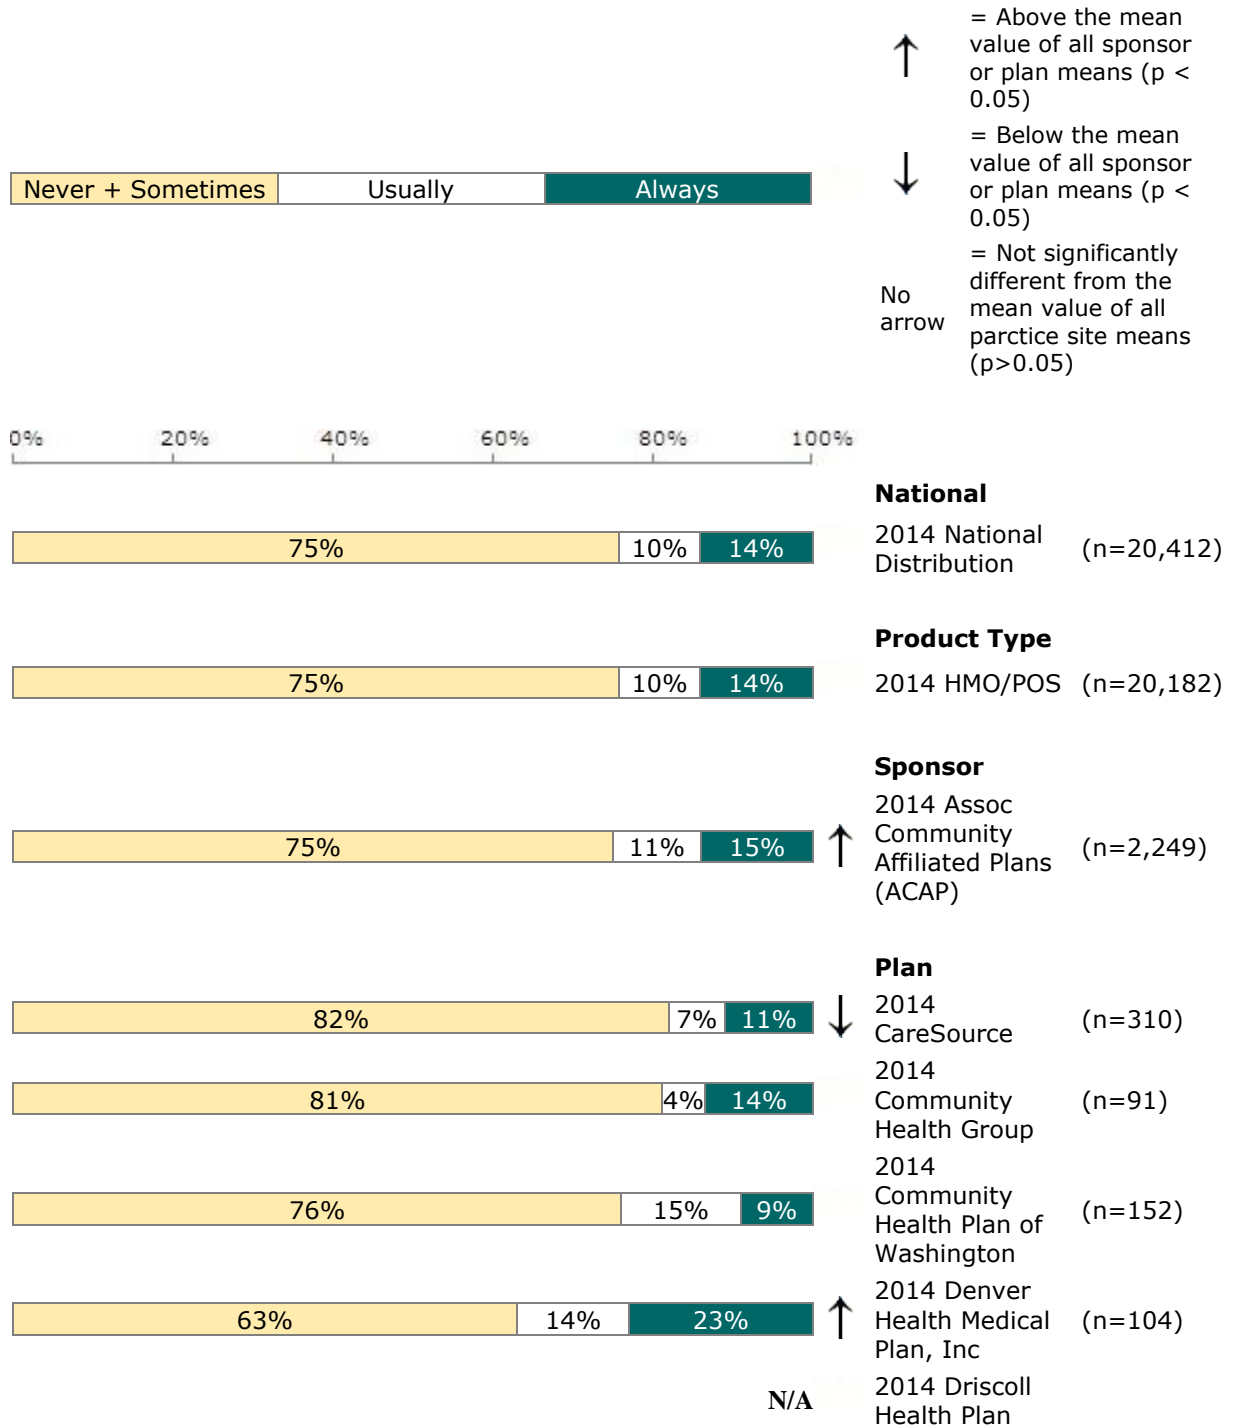 ↑
= Above the mean
value of all sponsor
or plan means (p <
0.05)
↓
= Below the mean
value of all sponsor
or plan means (p <
0.05)
Never + Sometimes Usually Always
No
arrow
= Not significantly
different from the
mean value of all
parctice site means
(p>0.05)
0% 20% 40% 60% 80% 100%
National
75% 10% 14%
2014 National
Distribution
(n=20,412)
Product Type
75% 10% 14%
2014 HMO/POS (n=20,182)
Sponsor
75% 11% 15% ↑
2014 Assoc
Community
Affiliated Plans
(ACAP)
(n=2,249)
Plan
82% 7% 11% ↓
2014
CareSource
(n=310)
81% 4% 14%
2014
Community
Health Group
(n=91)
76% 15% 9%
2014
Community
Health Plan of
Washington
(n=152)
63% 14% 23% ↑
2014 Denver
Health Medical
Plan, Inc
(n=104)
N/A
2014 Driscoll
Health Plan